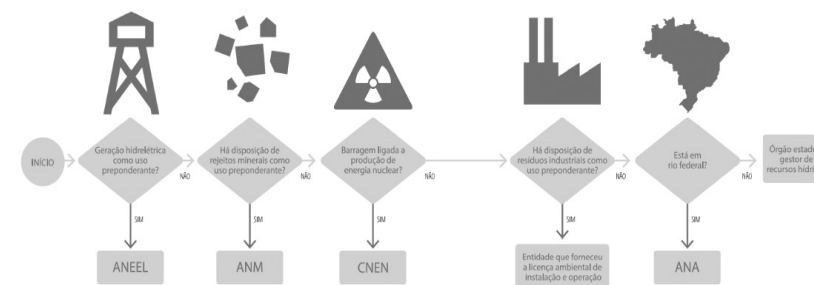 INÍCIO
Geração hidrelétrica
como uso
preponderante?
NÃO
SIM
ANEEL
Há disposição de
rejeitos minerais como
uso preponderante?
NÃO
SIM
ANM
Barragem ligada a
produção de
energia nuclear?
NÃO
SIM
CNEN
Há disposição de
resíduos industriais como
uso preponderante?
NÃO
SIM
Entidade que forneceu
a licença ambiental de
instalação e operação
Está em
rio federal?
NÃO
SIM
ANA
Órgão estad
gestor de
recursos hídri